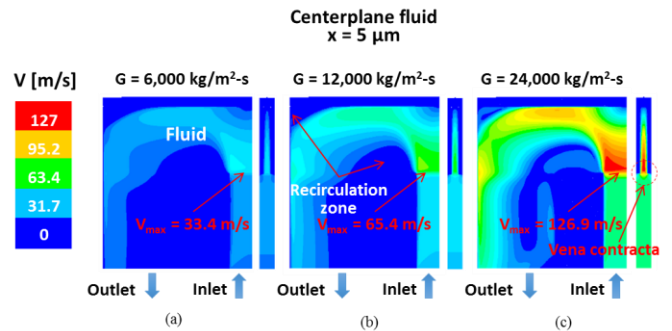 Centerplane fluid
x = 5 µm
V [m/s]
G = 6,000 kg/m²-s
G = 12,000 kg/m²-s
G = 24,000 kg/m²-s
127
95.2
63.4
31.7
0
Fluid
Recirculation
zone
Vmax = 33.4 m/s
Vmax = 65.4 m/s
Vmax = 126.9 m/s
Vena contracta
Outlet
Inlet
Outlet
Inlet
Outlet
Inlet
(a)
(b)
(c)